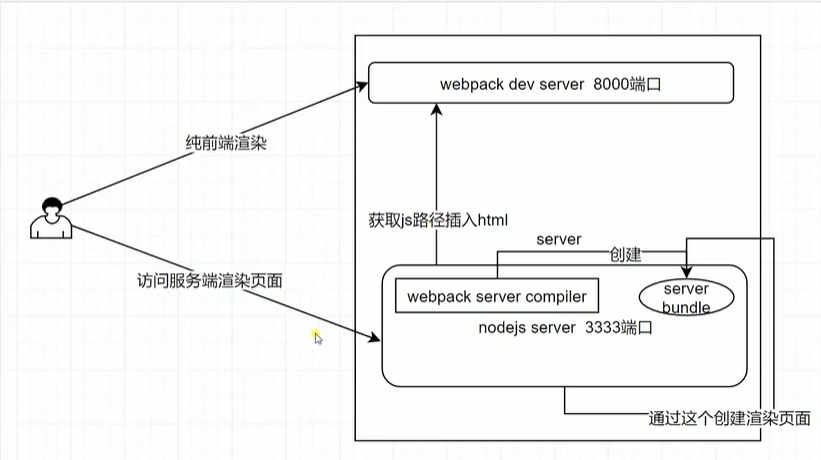 webpack dev server 8000端口
纯前端渲染
获取js路径插入html
server
创建
访问服务端渲染页面
webpack server compiler
server
bundle
nodejs server 3333端口
通过这个创建渲染页面